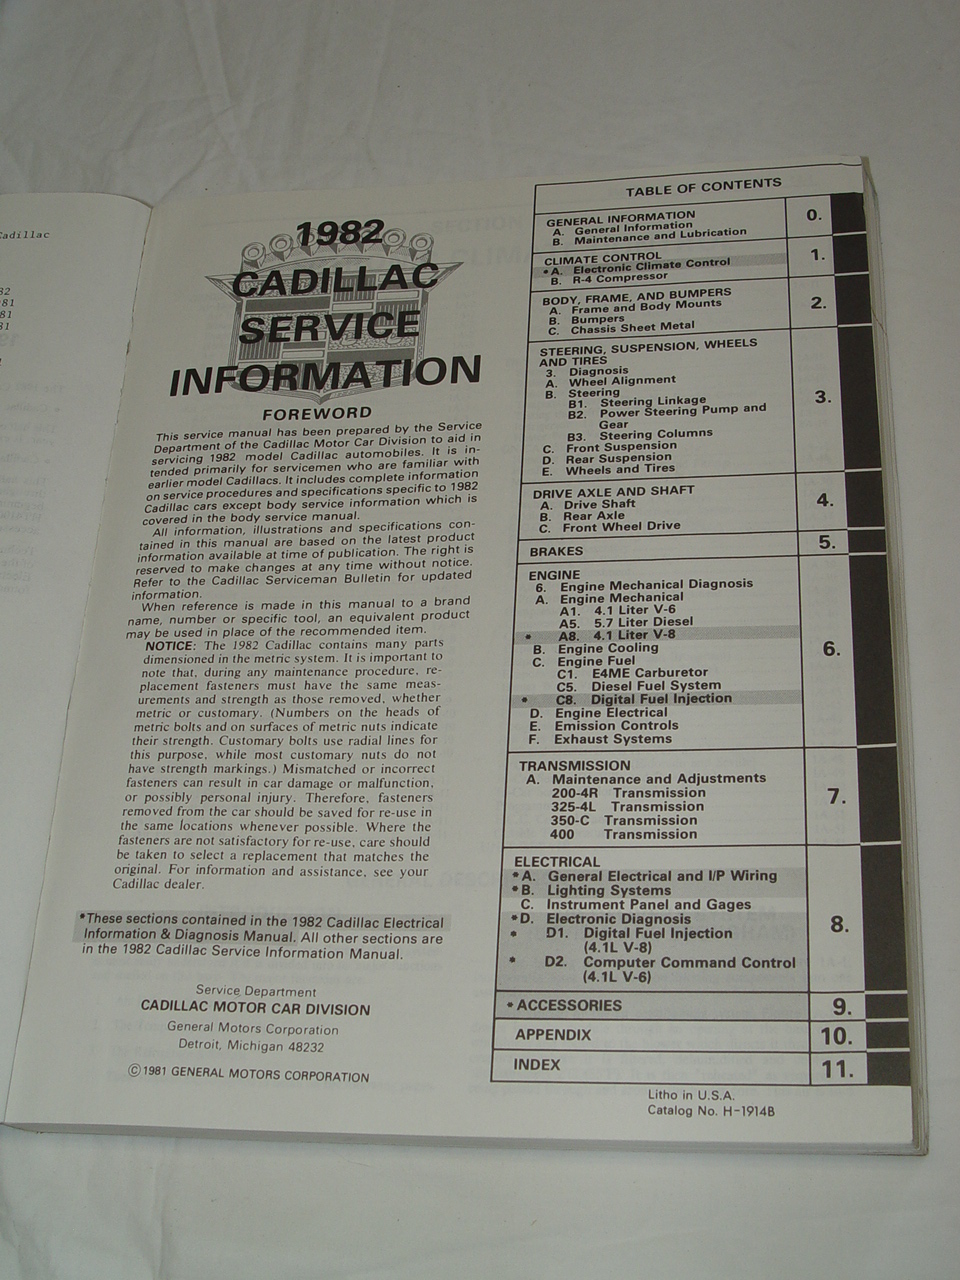 Cadillac
82
981
81
81
1982
CADILLAC
SERVICE
INFORMATION
FOREWORD
This service manual has been prepared by the Service
Department of the Cadillac Motor Car Division to aid in
servicing 1982 model Cadillac automobiles. It is in-
tended primarily for servicemen who are familiar with
earlier model Cadillacs. It includes complete information
on service procedures and specifications specific to 1982
Cadillac cars except body service information which is
covered in the body service manual.
All information, illustrations and specifications con-
tained in this manual are based on the latest product
information available at time of publication. The right is
reserved to make changes at any time without notice.
Refer to the Cadillac Serviceman Bulletin for updated
information.
When reference is made in this manual to a brand
name, number or specific tool, an equivalent product
may be used in place of the recommended item.
NOTICE: The 1982 Cadillac contains many parts
dimensioned in the metric system. It is important to
note that, during any maintenance procedure, re-
placement fasteners must have the same meas-
urements and strength as those removed, whether
metric or customary. (Numbers on the heads of
metric bolts and on surfaces of metric nuts indicate
their strength. Customary bolts use radial lines for
this purpose, while most customary nuts do not
have strength markings.) Mismatched or incorrect
fasteners can result in car damage or malfunction,
or possibly personal injury. Therefore, fasteners
removed from the car should be saved for re-use in
the same locations whenever possible. Where the
fasteners are not satisfactory for re-use, care should
be taken to select a replacement that matches the
original. For information and assistance, see your
Cadillac dealer.
*These sections contained in the 1982 Cadillac Electrical
Information & Diagnosis Manual. All other sections are
in the 1982 Cadillac Service Information Manual.
Service Department
CADILLAC MOTOR CAR DIVISION
General Motors Corporation
Detroit, Michigan 48232
©1981 GENERAL MOTORS CORPORATION
TABLE OF CONTENTS
GENERAL INFORMATION 0.
A. General Information
B. Maintenance and Lubrication
CLIMATE CONTROL 1.
*A. Electronic Climate Control
B. R-4 Compressor
BODY, FRAME, AND BUMPERS 2.
A. Frame and Body Mounts
B. Bumpers
C. Chassis Sheet Metal
STEERING, SUSPENSION, WHEELS
AND TIRES
3. Diagnosis
A. Wheel Alignment
B. Steering 3.
B1. Steering Linkage
B2. Power Steering Pump and
Gear
B3. Steering Columns
C. Front Suspension
D. Rear Suspension
E. Wheels and Tires
DRIVE AXLE AND SHAFT 4.
A. Drive Shaft
B. Rear Axle
C. Front Wheel Drive
BRAKES 5.
ENGINE
6. Engine Mechanical Diagnosis
A. Engine Mechanical
A1. 4.1 Liter V-6
A5. 5.7 Liter Diesel
* A8. 4.1 Liter V-8
B. Engine Cooling 6.
C. Engine Fuel
C1. E4ME Carburetor
C5. Diesel Fuel System
* C8. Digital Fuel Injection
D. Engine Electrical
E. Emission Controls
F. Exhaust Systems
TRANSMISSION
A. Maintenance and Adjustments
200-4R Transmission 7.
325-4L Transmission
350-C Transmission
400 Transmission
ELECTRICAL
*A. General Electrical and I/P Wiring
*B. Lighting Systems
C. Instrument Panel and Gages
*D. Electronic Diagnosis 8.
* D1. Digital Fuel Injection
(4.1L V-8)
* D2. Computer Command Control
(4.1L V-6)
*ACCESSORIES 9.
APPENDIX 10.
INDEX 11.
Litho in U.S.A.
Catalog No. H-1914B